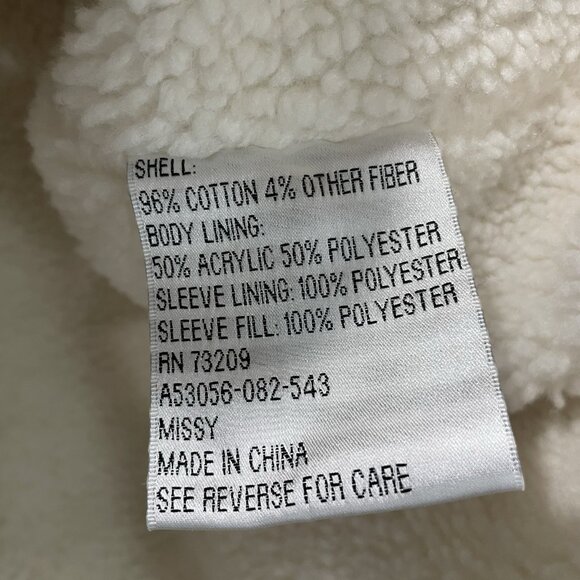 SHELL:
96% COTTON 4% OTHER FIBER
BODY LINING:
50% ACRYLIC 50% POLYESTER
SLEEVE LINING: 100% POLYESTER
SLEEVE FILL: 100% POLYESTER
RN 73209
A53056-082-543
MISSY
MADE IN CHINA
SEE REVERSE FOR CARE